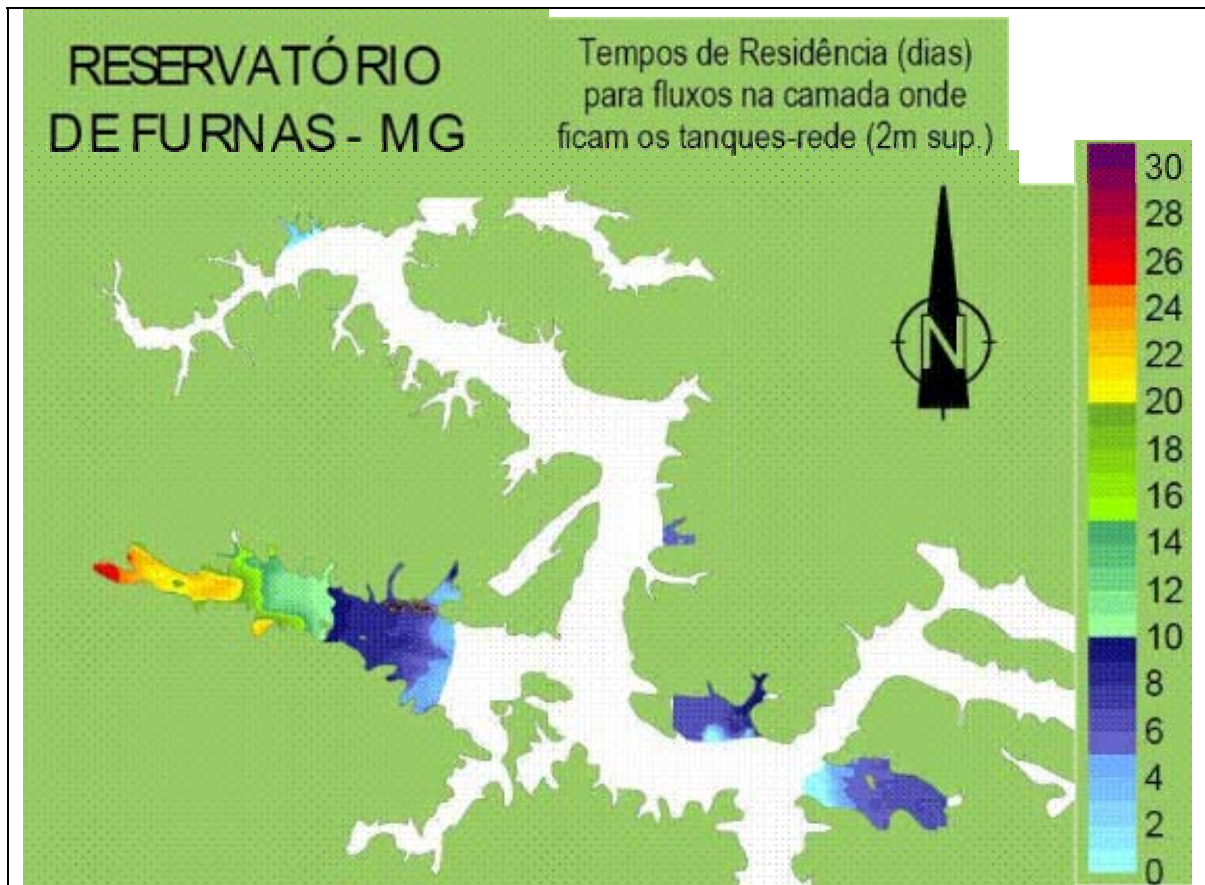 RESERVATÓRIO
DE FURNAS - MG
Tempos de Residência (dias)
para fluxos na camada onde
ficam os tanques-rede (2m sup.)
N
30
28
26
24
22
20
18
16
14
12
10
8
6
4
2
0